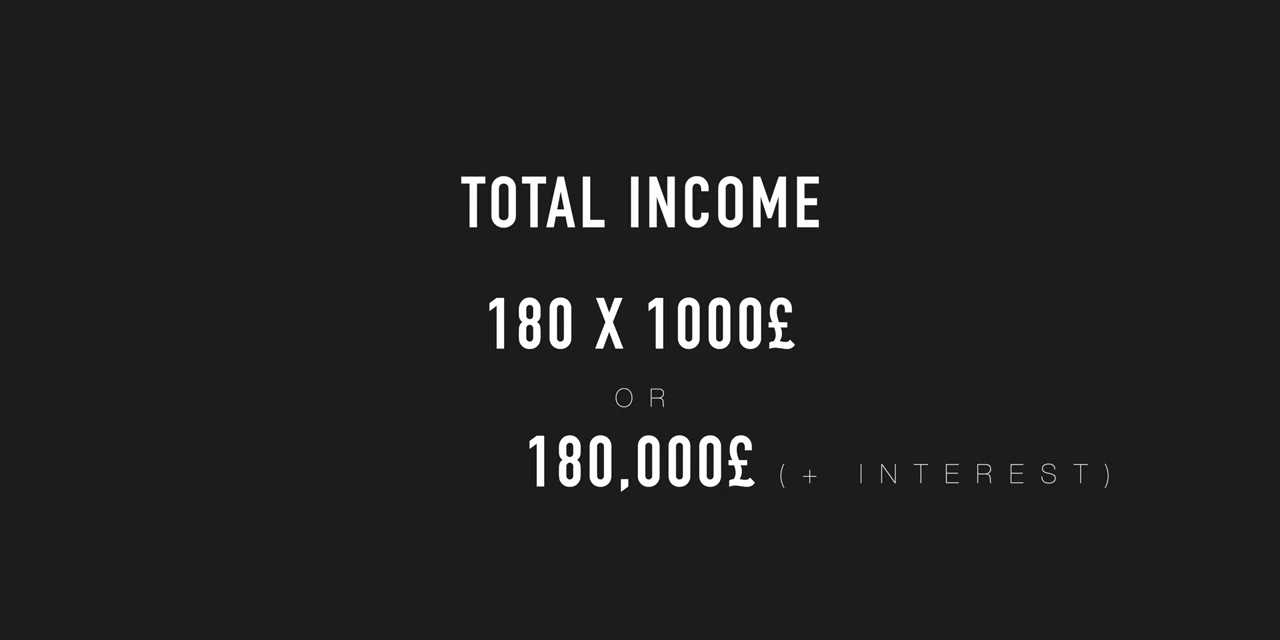 TOTAL INCOME
180 X 1000£
OR
180,000£ (+ INTEREST)